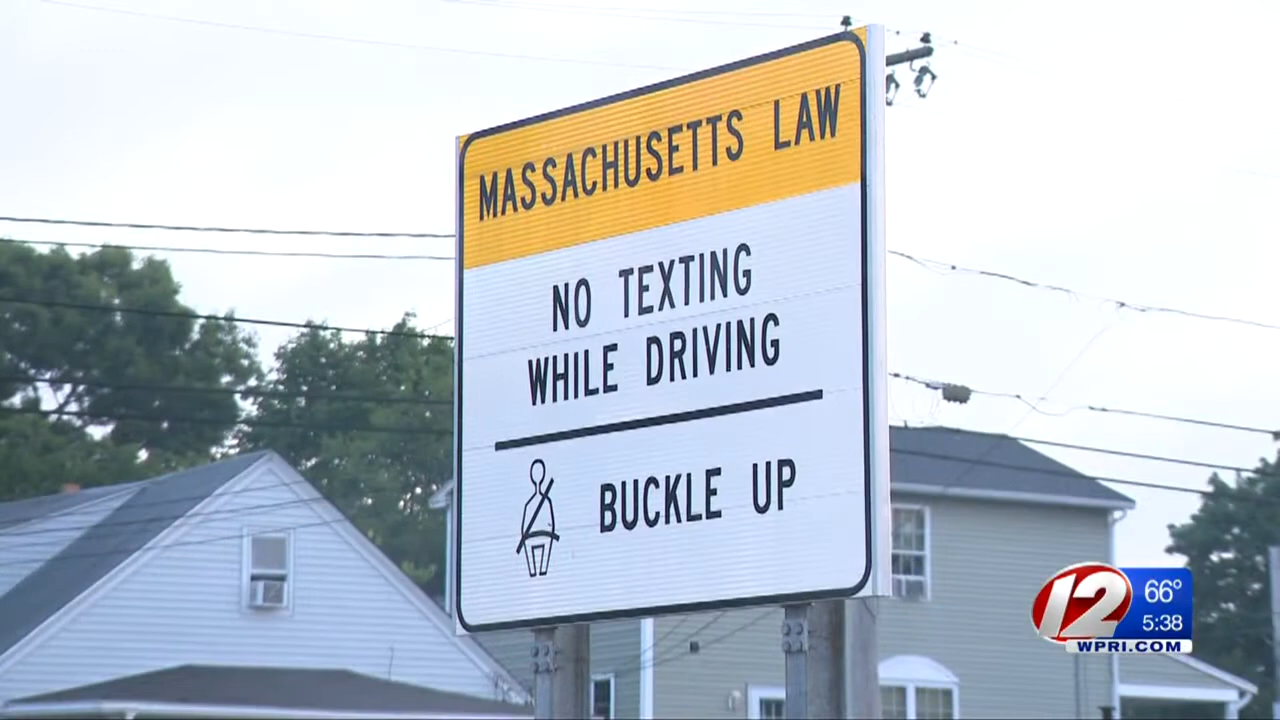 MASSACHUSETTS LAW
NO TEXTING
WHILE DRIVING
BUCKLE UP
12
66°
5:38
WPRI.COM